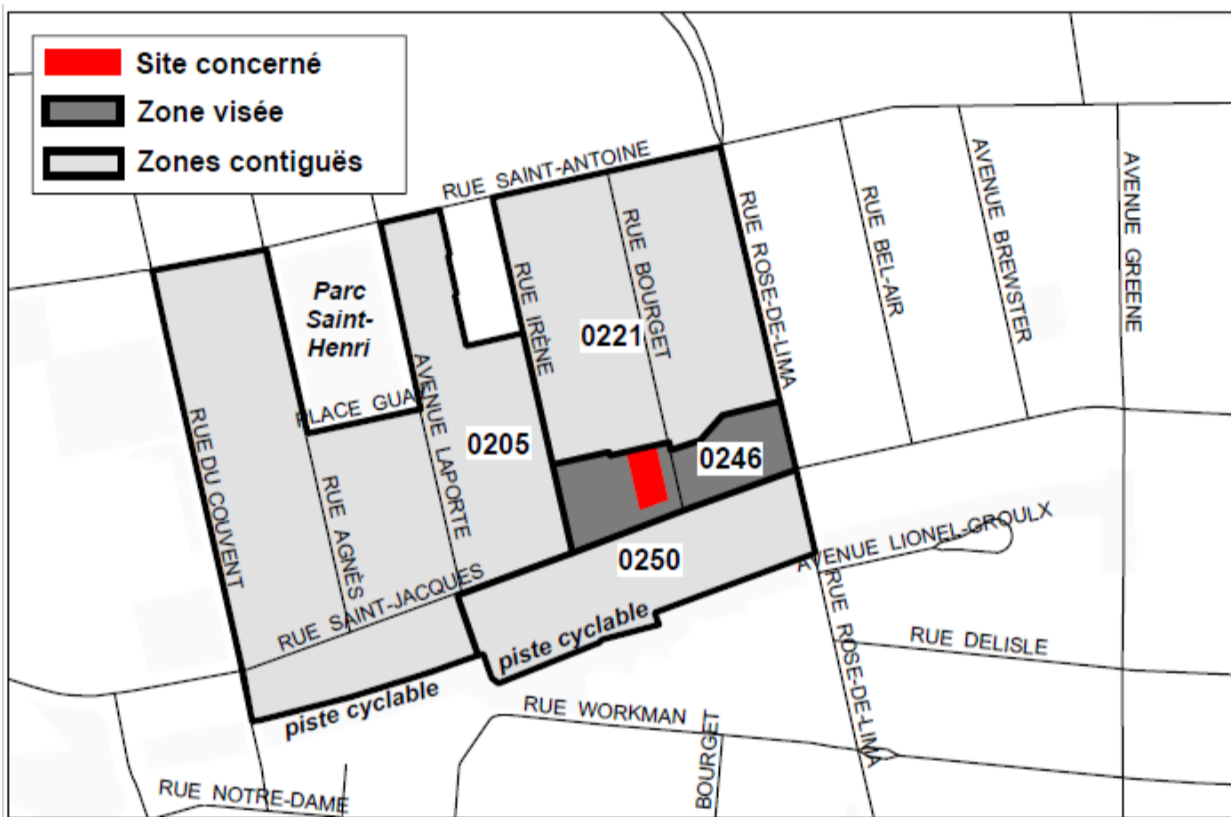 Site concerné
Zone visée
Zones contiguës
RUE SAINT-ANTOINE
Parc
Saint-
Henri
PLACE GUAY
RUE DU COUVENT
RUE AGNÈS
AVENUE LAPORTE
RUE IRÈNE
RUE BOURGET
RUE ROSE-DE-LIMA
RUE BEL-AIR
AVENUE BREWSTER
AVENUE GREENE
0221
0205
0246
0250
RUE SAINT-JACQUES
AVENUE LIONEL-GROULX
piste cyclable
piste cyclable
RUE ROSE-DE-LIMA
RUE DELISLE
RUE WORKMAN
BOURGET
RUE NOTRE-DAME